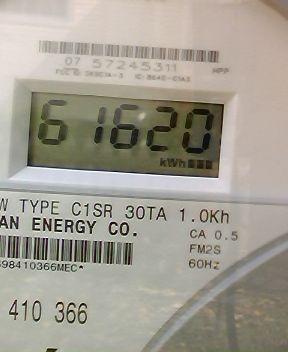 07 57245311
HPP
61620
kWh
W TYPE C1SR 30TA 1.0Kh
AN ENERGY CO.
CA 0.5
FM2S
60Hz
98410366MEC*
410 366